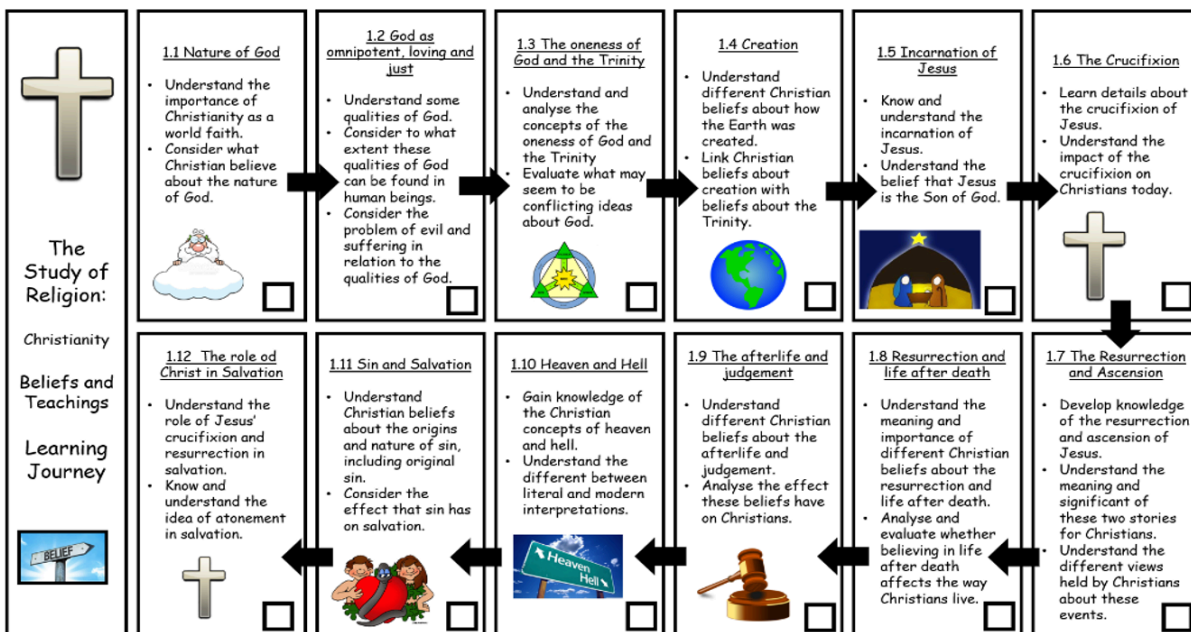 The
Study of
Religion:
Christianity
Beliefs and
Teachings
Learning
Journey
BELIEF
1.1 Nature of God
• Understand the
importance of
Christianity as a
world faith.
• Consider what
Christian believe
about the nature
of God.
1.2 God as
omnipotent, loving and
just
• Understand some
qualities of God.
• Consider to what
extent these
qualities of God
can be found in
human beings.
• Consider the
problem of evil and
suffering in
relation to the
qualities of God.
1.3 The oneness of
God and the Trinity
• Understand and
analyse the
concepts of the
oneness of God and
the Trinity
• Evaluate what may
seem to be
conflicting ideas
about God.
1.4 Creation
• Understand
different Christian
beliefs about how
the Earth was
created.
• Link Christian
beliefs about
creation with
beliefs about the
Trinity.
1.5 Incarnation of
Jesus
• Know and
understand the
incarnation of
Jesus.
• Understand the
belief that Jesus
is the Son of God.
1.6 The Crucifixion
• Learn details about
the crucifixion of
Jesus.
• Understand the
impact of the
crucifixion on
Christians today.
1.7 The Resurrection
and Ascension
• Develop knowledge
of the resurrection
and ascension of
Jesus.
• Understand the
meaning and
significant of
these two stories
for Christians.
• Understand the
different views
held by Christians
about these
events.
1.8 Resurrection and
life after death
• Understand the
meaning and
importance of
different Christian
beliefs about the
resurrection and
life after death.
• Analyse and
evaluate whether
believing in life
after death
affects the way
Christians live.
1.9 The afterlife and
judgement
• Understand
different Christian
beliefs about the
afterlife and
judgement.
• Analyse the effect
these beliefs have
on Christians.
1.10 Heaven and Hell
• Gain knowledge of
the Christian
concepts of heaven
and hell.
• Understand the
different between
literal and modern
interpretations.
Heaven
Hell
1.11 Sin and Salvation
• Understand
Christian beliefs
about the origins
and nature of sin,
including original
sin.
• Consider the
effect that sin has
on salvation.
1.12 The role od
Christ in Salvation
• Understand the
role of Jesus'
crucifixion and
resurrection in
salvation.
• Know and
understand the
idea of atonement
in salvation.